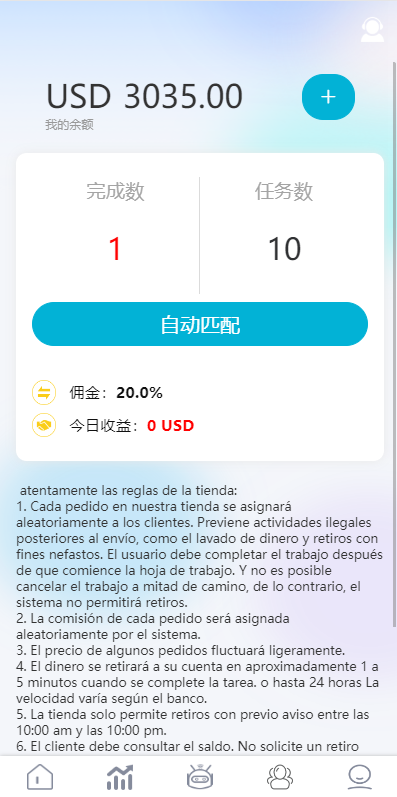 USD 3035.00
+
我的余额
完成数
任务数
1
10
自动匹配
佣金：20.0%
今日收益：0 USD
atentamente las reglas de la tienda:
1. Cada pedido en nuestra tienda se asignará
aleatoriamente a los clientes. Previene actividades ilegales
posteriores al envío, como el lavado de dinero y retiros con
fines nefastos. El usuario debe completar el trabajo después
de que comience la hoja de trabajo. Y no es posible
cancelar el trabajo a mitad de camino, de lo contrario, el
sistema no permitirá retiros.
2. La comisión de cada pedido será asignada
aleatoriamente por el sistema.
3. El precio de algunos pedidos fluctuará ligeramente.
4. El dinero se retirará a su cuenta en aproximadamente 1 a
5 minutos cuando se complete la tarea. o hasta 24 horas La
velocidad varía según el banco.
5. La tienda solo permite retiros con previo aviso entre las
10:00 am y las 10:00 pm.
6. El cliente debe consultar el saldo. No solicite un retiro